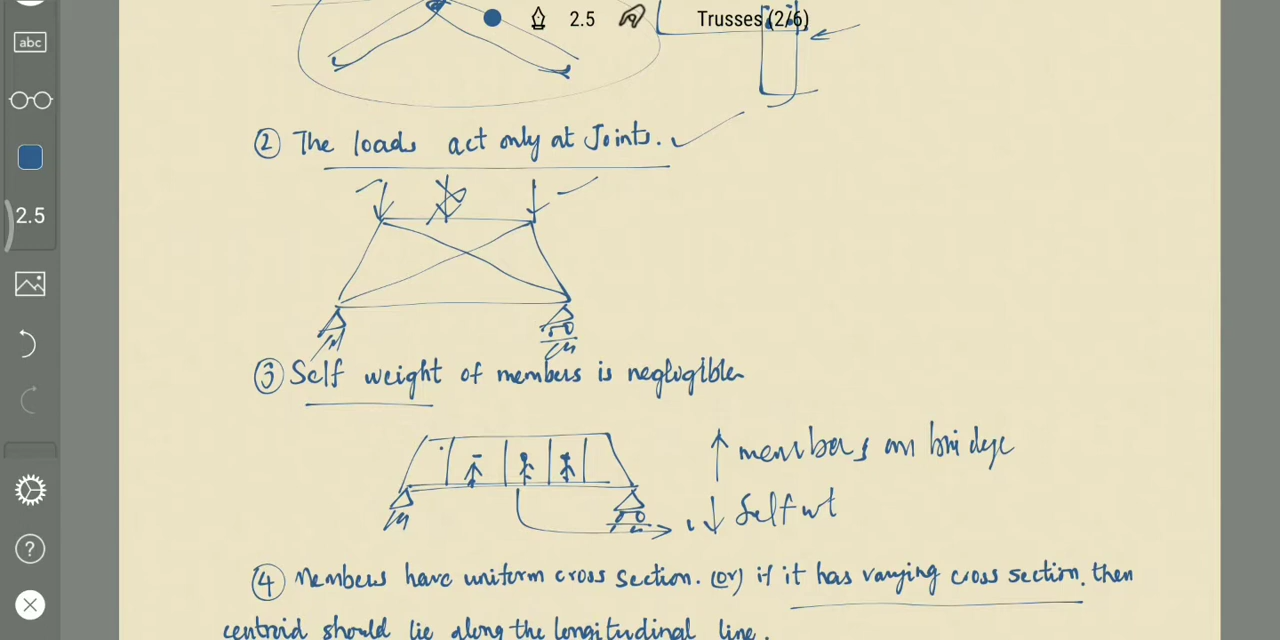 2.5
Trusses (2/6)
abc
② The loads act only at Joints.
2.5
③ Self weight of members is neglugible
↑ members on bridge
↓ Self wt
④ Members have uniform cross section. (or) if it has varying cross section, then
centroid should lie along the longitudinal line.